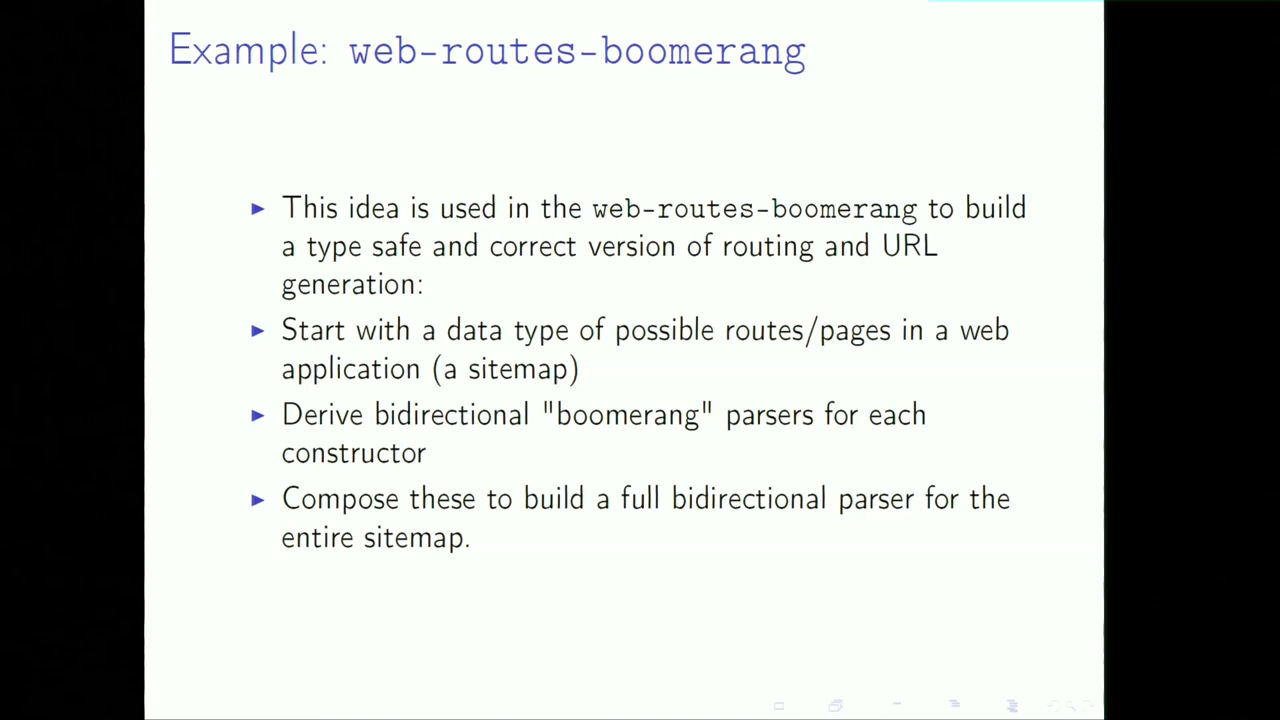 Example: web-routes-boomerang
This idea is used in the web-routes-boomerang to build
a type safe and correct version of routing and URL
generation:
Start with a data type of possible routes/pages in a web
application (a sitemap)
Derive bidirectional "boomerang" parsers for each
constructor
Compose these to build a full bidirectional parser for the
entire sitemap.